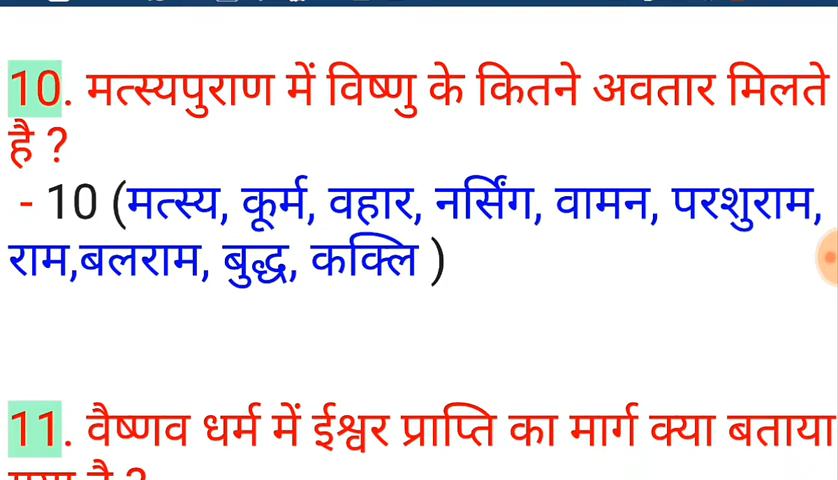 10. मत्स्यपुराण में विष्णु के कितने अवतार मिलते
है ?
- 10 (मत्स्य, कूर्म, वहार, नर्सिंग, वामन, परशुराम,
राम,बलराम, बुद्ध, कक्लि )
11. वैष्णव धर्म में ईश्वर प्राप्ति का मार्ग क्या बताया